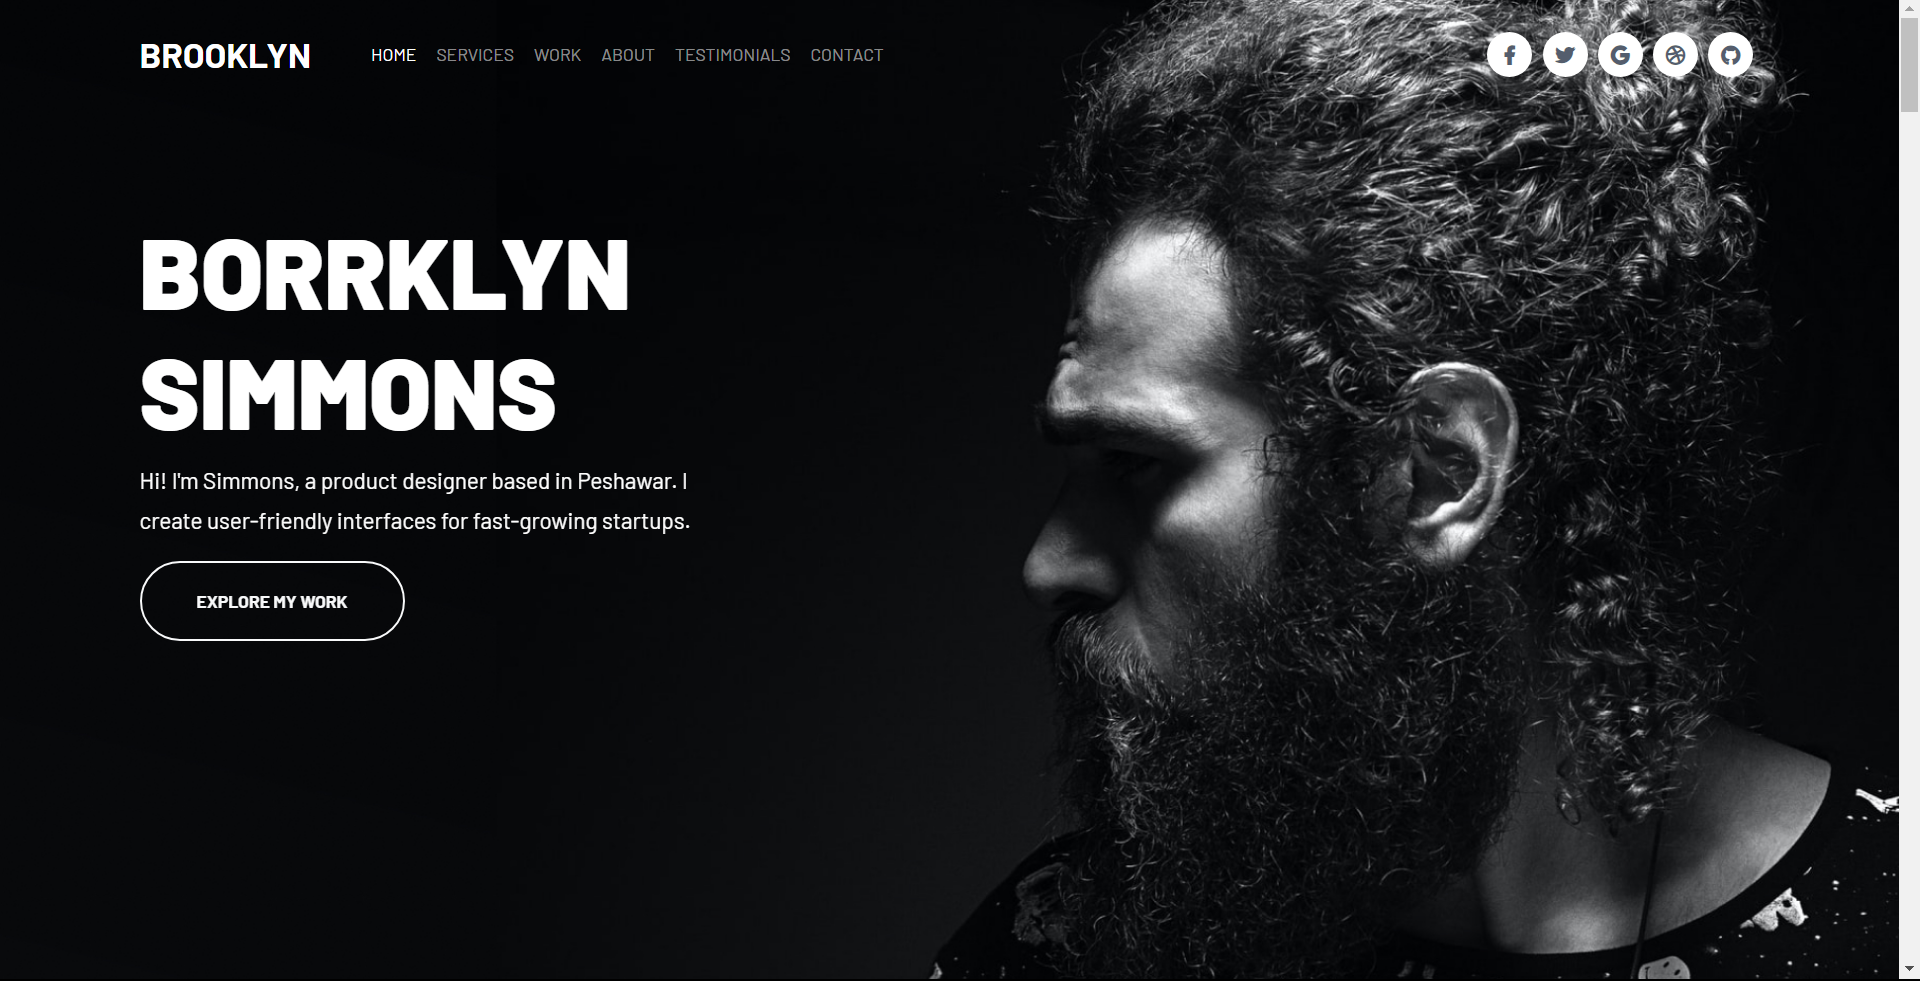 BROOKLYN HOME SERVICES WORK ABOUT TESTIMONIALS CONTACT
BORRKLYN
SIMMONS
Hi! I'm Simmons, a product designer based in Peshawar. I
create user-friendly interfaces for fast-growing startups.
EXPLORE MY WORK